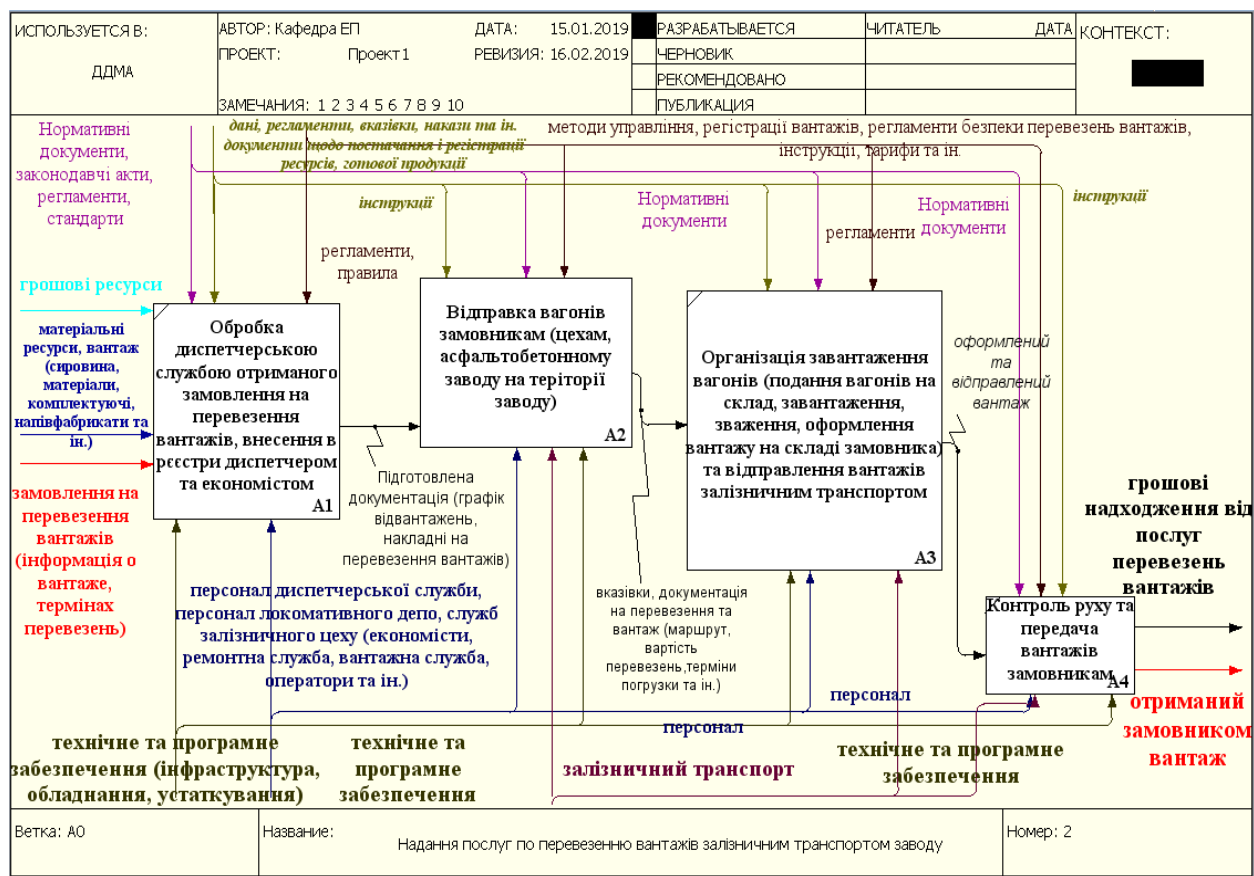 ИСПОЛЬЗУЕТСЯ В:
ДДМА
АВТОР: Кафедра ЕП
ДАТА: 15.01.2019
ПРОЕКТ: Проект1
РЕВИЗИЯ: 16.02.2019
ЗАМЕЧАНИЯ: 1 2 3 4 5 6 7 8 9 10
РАЗРАБАТЫВАЕТСЯ
ЧЕРНОВИК
РЕКОМЕНДОВАНО
ПУБЛИКАЦИЯ
ЧИТАТЕЛЬ
ДАТА
КОНТЕКСТ:
Нормативні
документи,
законодавчі акти,
регламенти,
стандарти
дані, регламенти, вказівки, накази та ін.
документи щодо постачання і регістрації
ресурсів, готової продукції
методи управління, регістрації вантажів, регламенти безпеки перевезень вантажів,
інструкції, тарифи та ін.
інструкції
Нормативні
документи
регламенти
Нормативні
документи
інструкції
регламенти,
правила
грошові ресурси
матеріальні
ресурси, вантаж
(сировина,
матеріали,
комплектуючі,
напівфабрикати та
ін.)
замовлення на
перевезення
вантажів
(інформація о
вантаже,
термінах
перевезень)
Обробка
диспетчерською
службою отриманого
замовлення на
перевезення
вантажів, внесення в
реєстри диспетчером
та економістом
А1
Підготовлена
документація (графік
відвантажень,
накладні на
перевезення вантажів)
Відправка вагонів
замовникам (цехам,
асфальтобетонному
заводу на теріторії
заводу)
А2
вказівки, документація
на перевезення та
вантаж (маршрут,
вартість
перевезень,терміни
погрузки та ін.)
Організація завантаження
вагонів (подання вагонів на
склад, завантаження,
зваження, оформлення
вантажу на складі замовника)
та відправлення вантажів
залізничним транспортом
А3
оформлений
та
відправлений
вантаж
Контроль руху та
передача
вантажів
замовникам
А4
грошові
надходження від
послуг
перевезень
вантажів
отриманий
замовником
вантаж
персонал диспетчерської служби,
персонал локомативного депо, служб
залізничного цеху (економісти,
ремонтна служба, вантажна служба,
оператори та ін.)
персонал
персонал
технічне та програмне
забезпечення (інфраструктура,
обладнання, устаткування)
технічне та
програмне
забезпечення
залізничний транспорт
технічне та програмне
забезпечення
Ветка: А0
Название:
Надання послуг по перевезенню вантажів залізничним транспортом заводу
Номер: 2